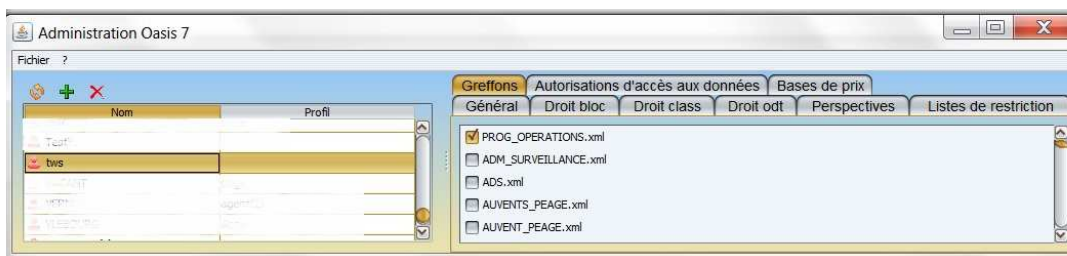 Administration Oasis 7
Fichier ?
Greffons Autorisations d'accès aux données Bases de prix
Général Droit bloc Droit class Droit odt Perspectives Listes de restriction
Nom Profil
tws
PROG_OPERATIONS.xml
ADM_SURVEILLANCE.xml
ADS.xml
AUVENTS_PEAGE.xml
AUVENT_PEAGE.xml